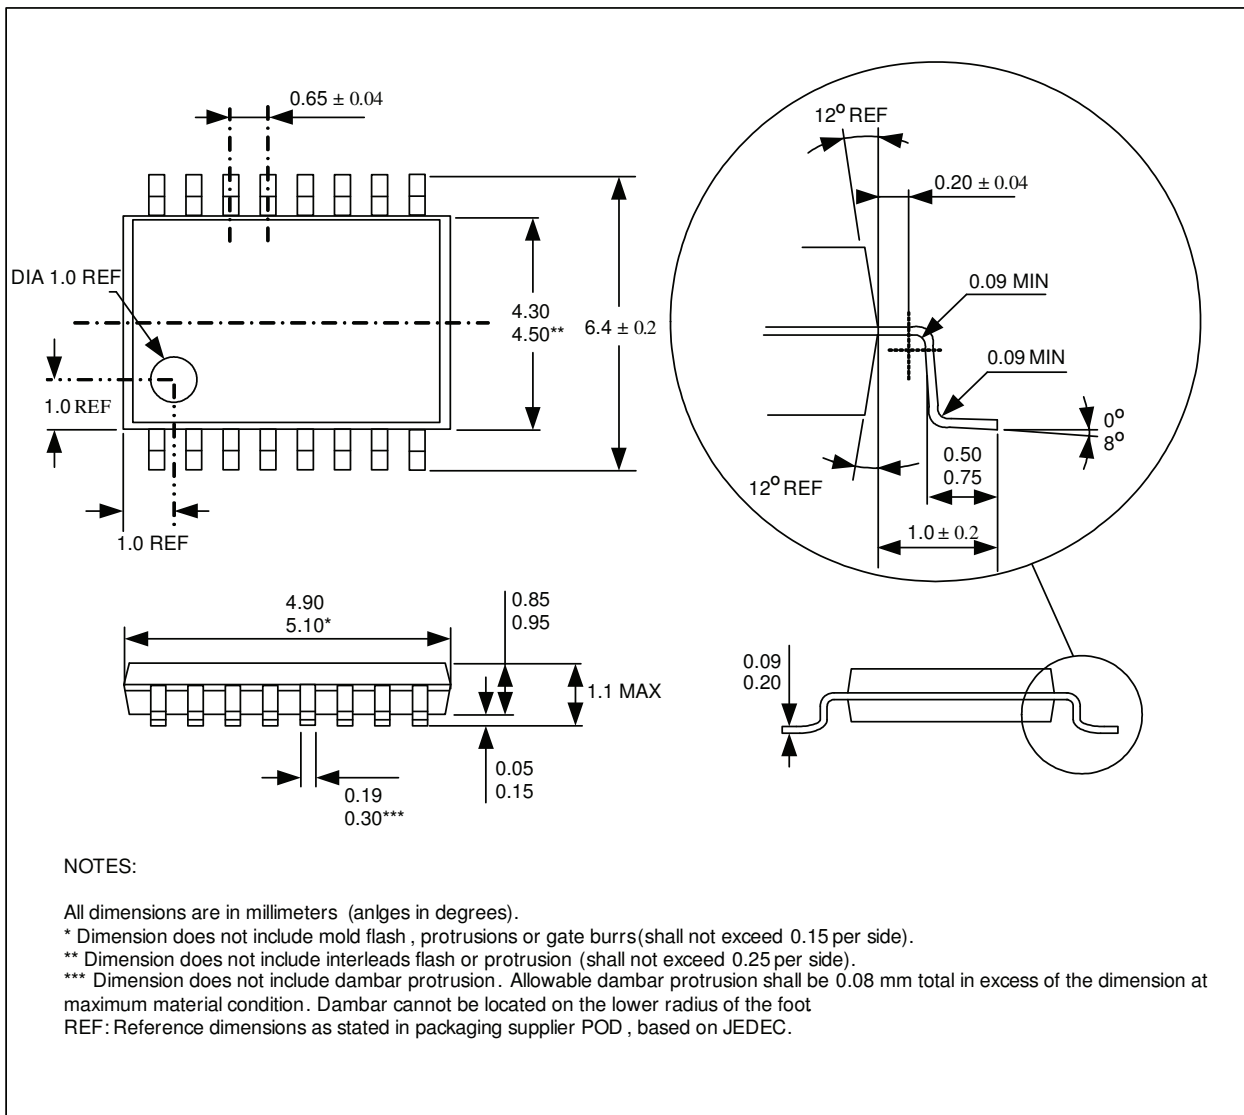 0.65 ± 0.04
DIA 1.0 REF
4.30
4.50**
6.4 ± 0.2
1.0 REF
1.0 REF
12° REF
0.20 ± 0.04
0.09 MIN
0.09 MIN
0°
8°
0.50
0.75
12° REF
1.0 ± 0.2
4.90
5.10*
0.85
0.95
1.1 MAX
0.05
0.15
0.19
0.30***
0.09
0.20
NOTES:
All dimensions are in millimeters (anlges in degrees).
* Dimension does not include mold flash, protrusions or gate burrs(shall not exceed 0.15 per side).
** Dimension does not include interleads flash or protrusion (shall not exceed 0.25 per side).
*** Dimension does not include dambar protrusion. Allowable dambar protrusion shall be 0.08 mm total in excess of the dimension at
maximum material condition. Dambar cannot be located on the lower radius of the foot.
REF: Reference dimensions as stated in packaging supplier POD, based on JEDEC.